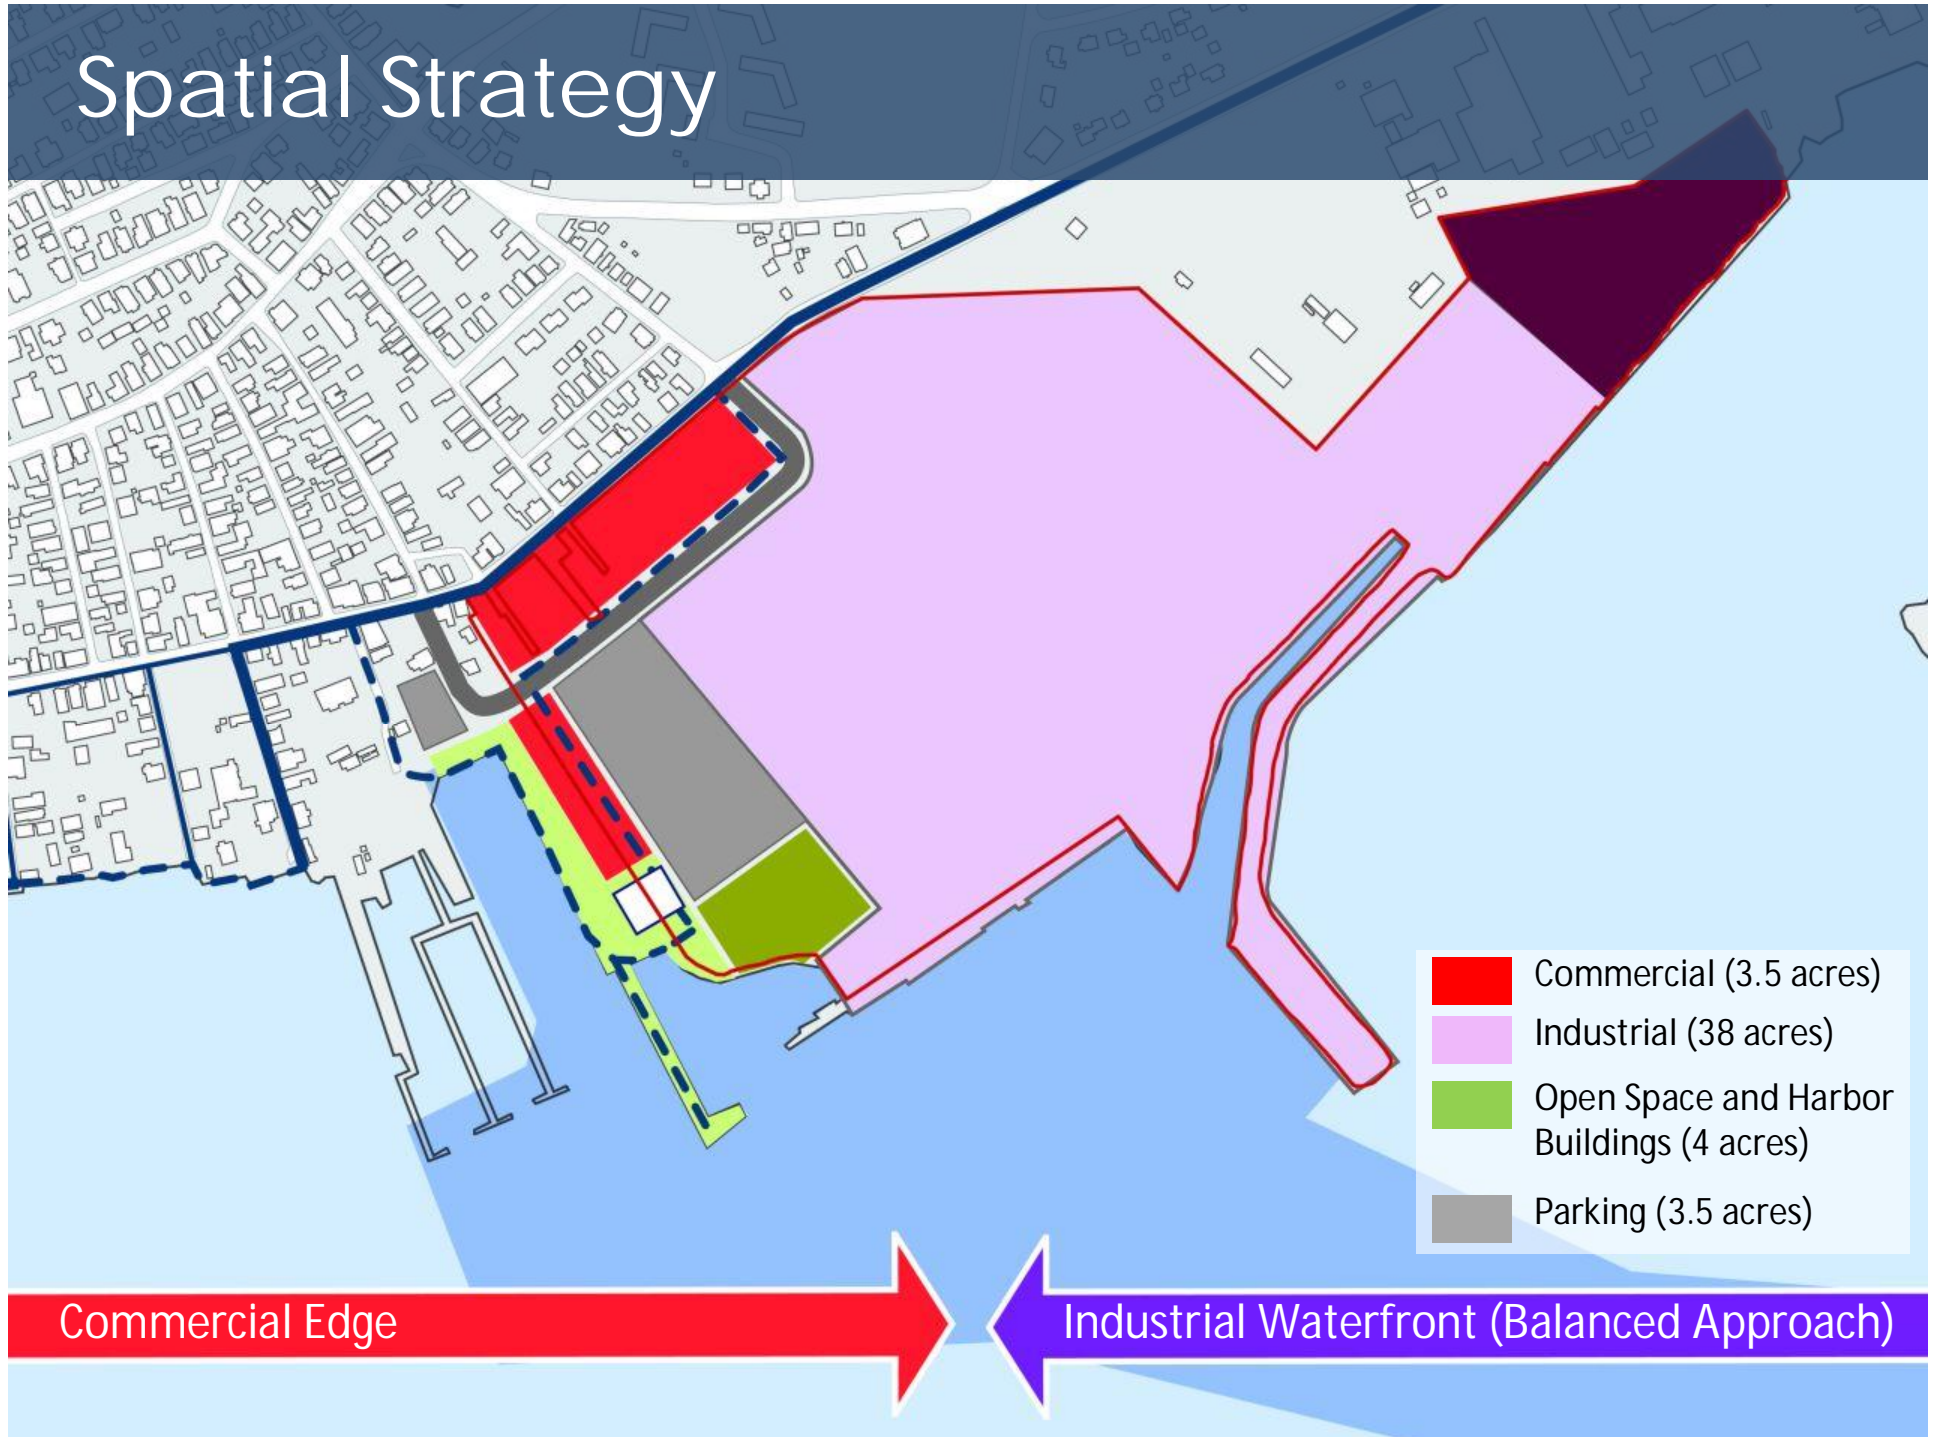 Spatial Strategy
Commercial (3.5 acres)
Industrial (38 acres)
Open Space and Harbor
Buildings (4 acres)
Parking (3.5 acres)
Commercial Edge
Industrial Waterfront (Balanced Approach)